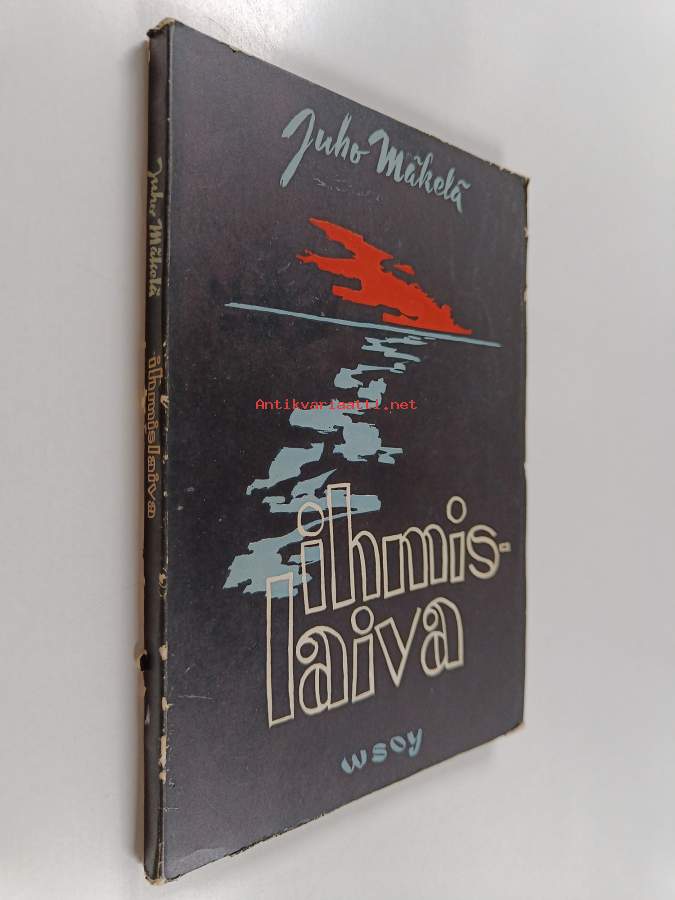 Juho Mäkelä
ihmis-
laiva
wsoy
Juho Mäkelä
ihmislaiva
Antikvariaatti.net